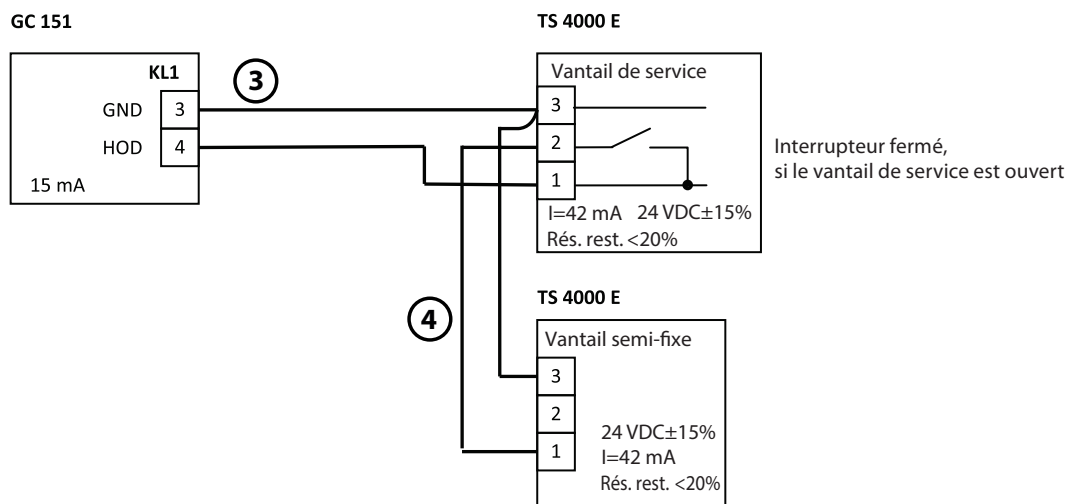 GC 151
KL1
GND 3
HOD 4
15 mA
3
TS 4000 E
Vantail de service
3
2
1
I=42 mA 24 VDC±15%
Rés. rest. <20%
Interrupteur fermé,
si le vantail de service est ouvert
4
TS 4000 E
Vantail semi-fixe
3
2
1
24 VDC±15%
I=42 mA
Rés. rest. <20%